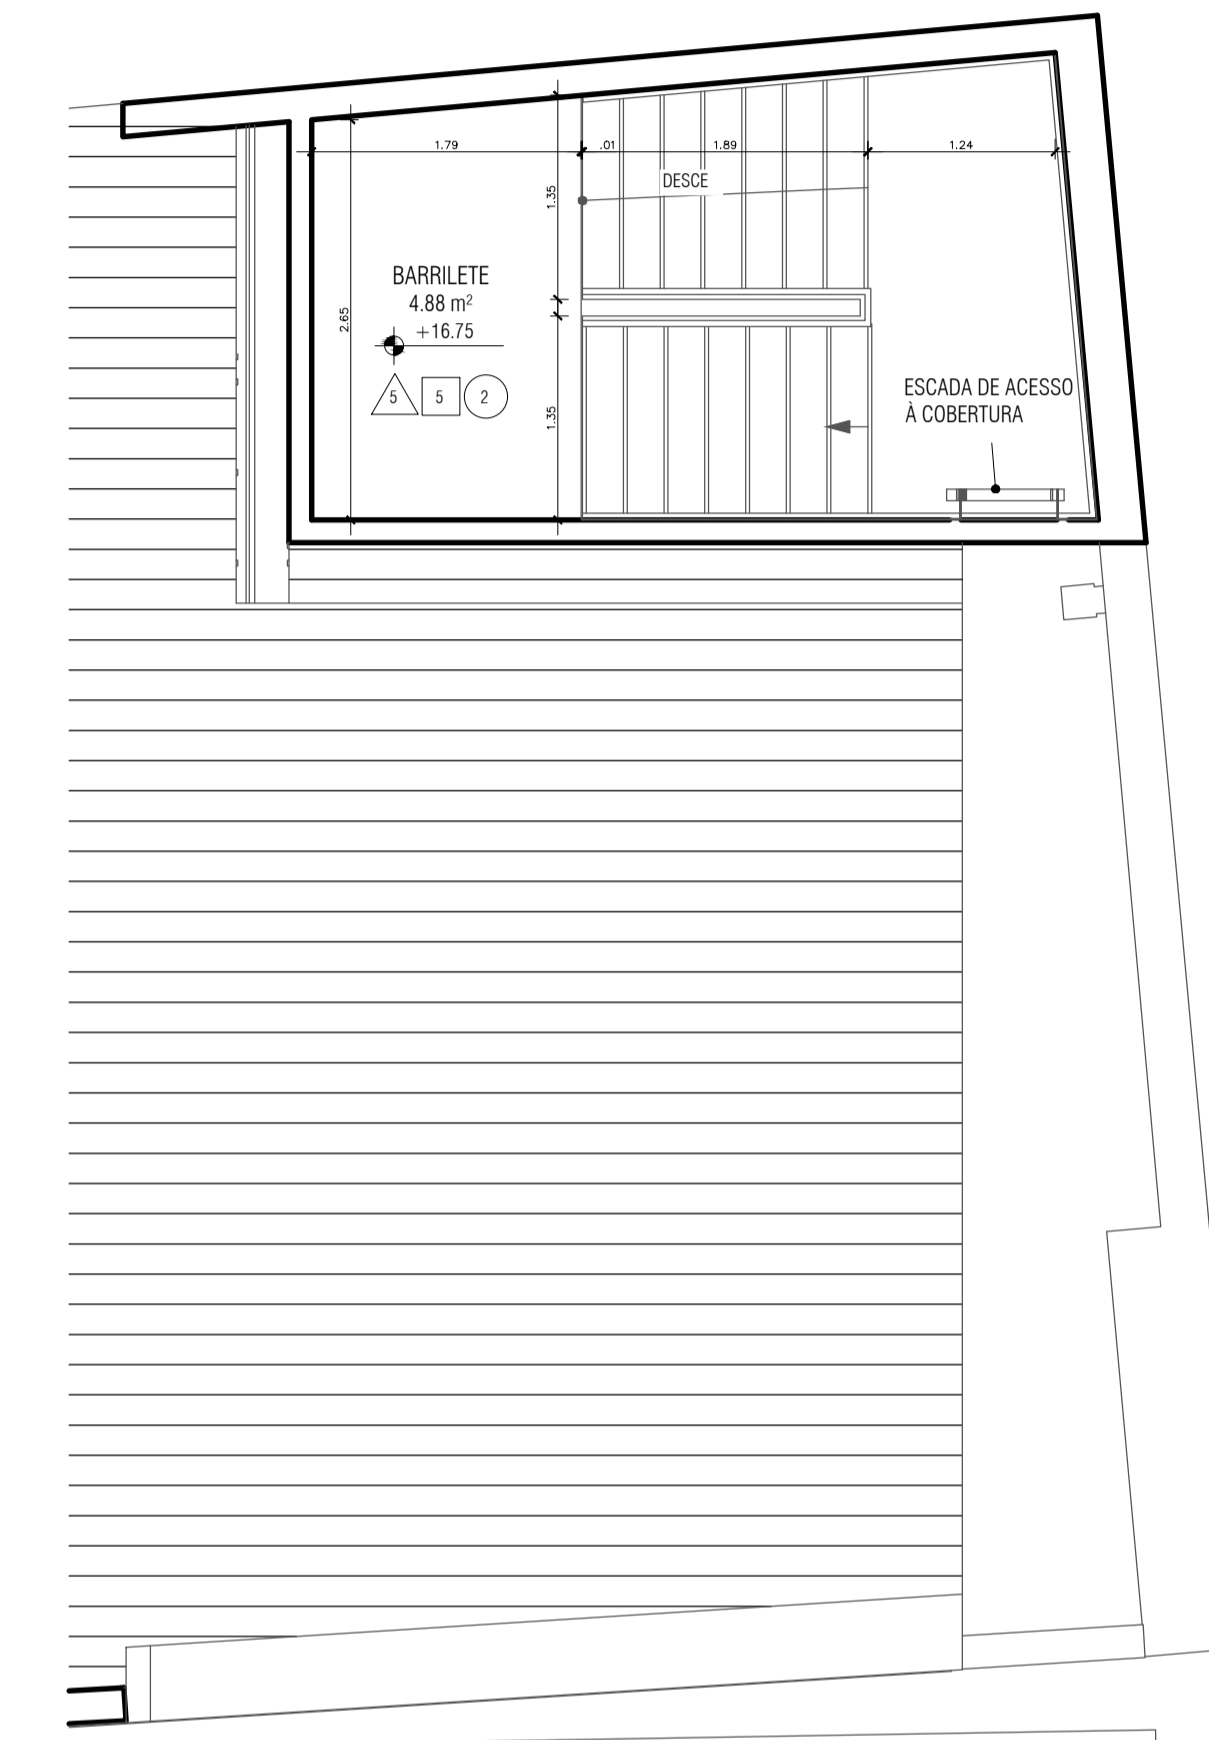 1.79
.01
1.89
1.24
DESCE
1.35
BARRILETE
4.88 m²
+16.75
2.65
5
5
2
1.35
ESCADA DE ACESSO
À COBERTURA